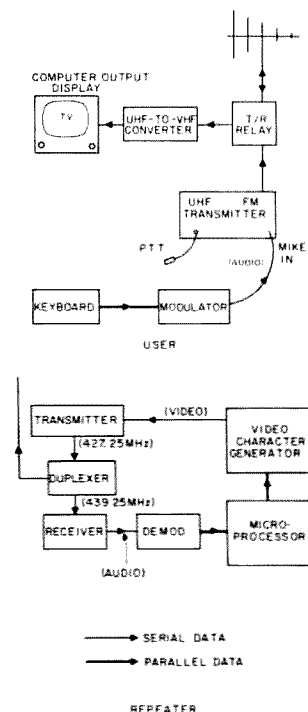 COMPUTER OUTPUT
DISPLAY
TV
UHF-TO-VHF
CONVERTER
T/R
RELAY
UHF FM
TRANSMITTER
PTT
MIKE
IN
(AUDIO)
KEYBOARD
MODULATOR
USER
TRANSMITTER
(VIDEO)
VIDEO
CHARACTER
GENERATOR
(427.25MHz)
DUPLEXER
(439.25MHz)
RECEIVER
DEMOD
MICRO-
PROCESSOR
(AUDIO)
SERIAL DATA
PARALLEL DATA
REPEATER